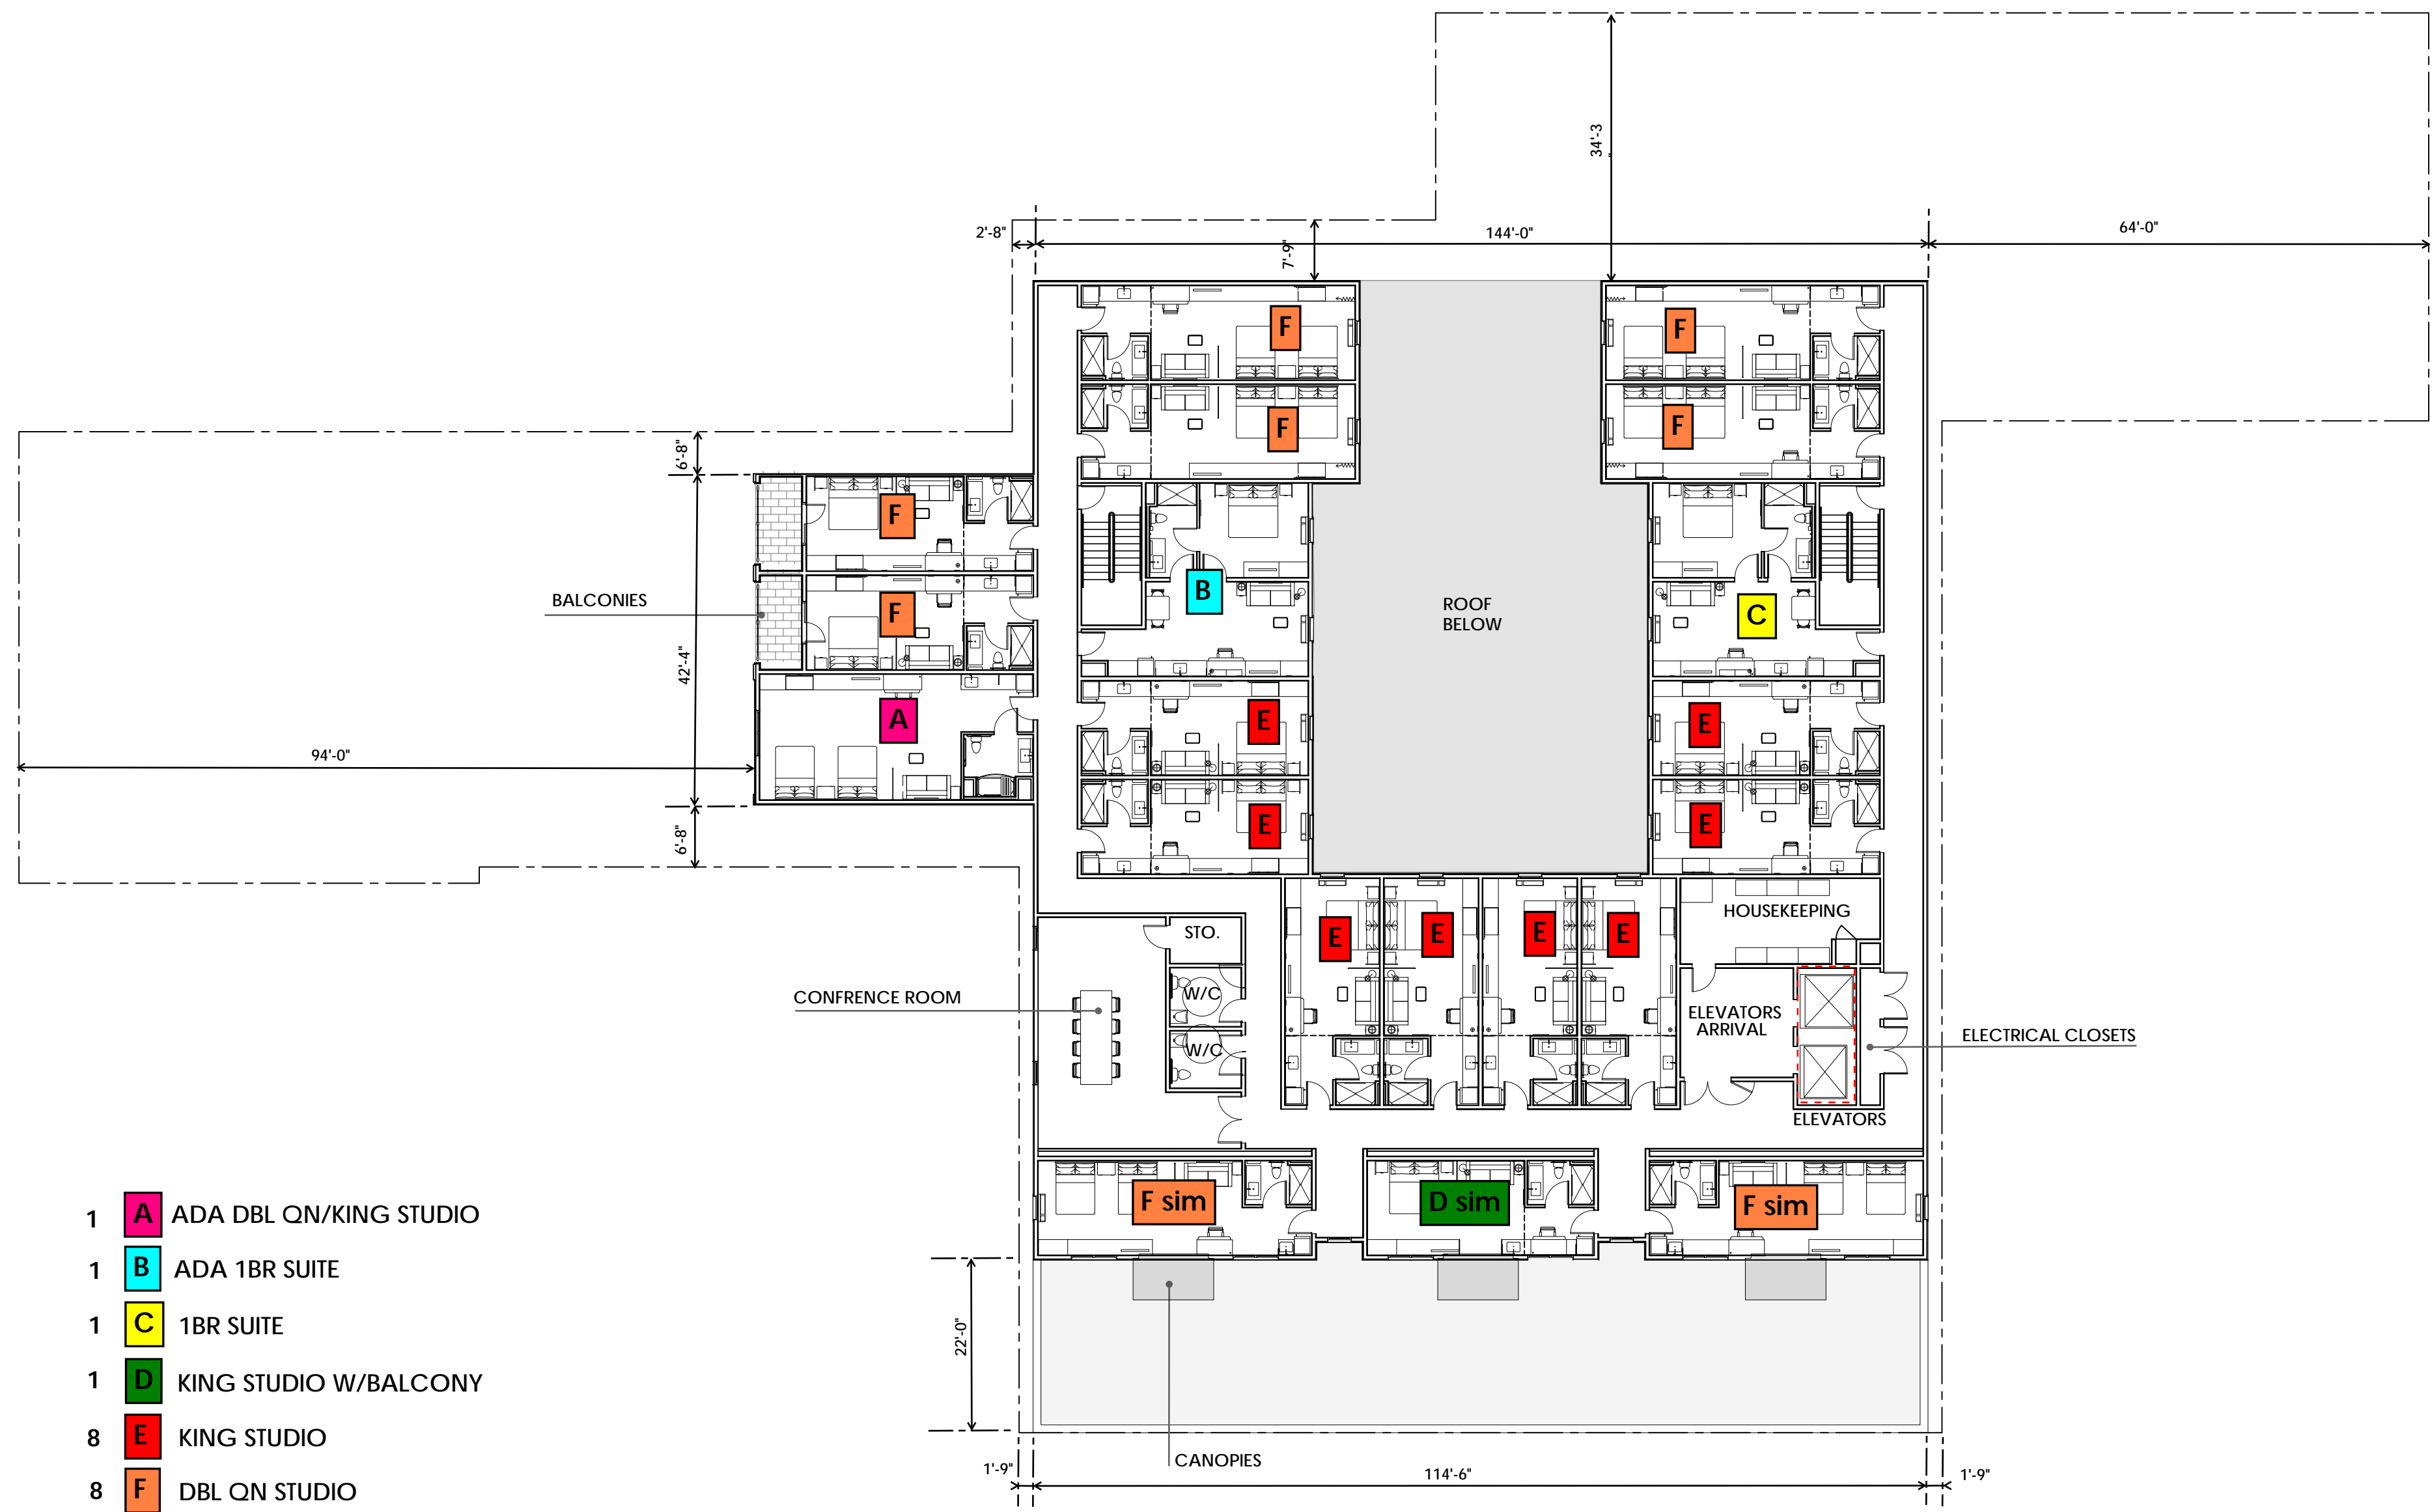 34'-3"
2'-8"
144'-0"
64'-0"
7'-9"
F
F
F
F
6'-8"
F
BALCONIES
F
B
ROOF
BELOW
C
42'-4"
A
E
E
94'-0"
E
E
6'-8"
HOUSEKEEPING
STO.
E
E
E
E
CONFRENCE ROOM
W/C
W/C
ELEVATORS
ARRIVAL
ELECTRICAL CLOSETS
ELEVATORS
F sim
D sim
F sim
1 A ADA DBL QN/KING STUDIO
1 B ADA 1BR SUITE
1 C 1BR SUITE
1 D KING STUDIO W/BALCONY
8 E KING STUDIO
8 F DBL QN STUDIO
22'-0"
CANOPIES
1'-9"
114'-6"
1'-9"